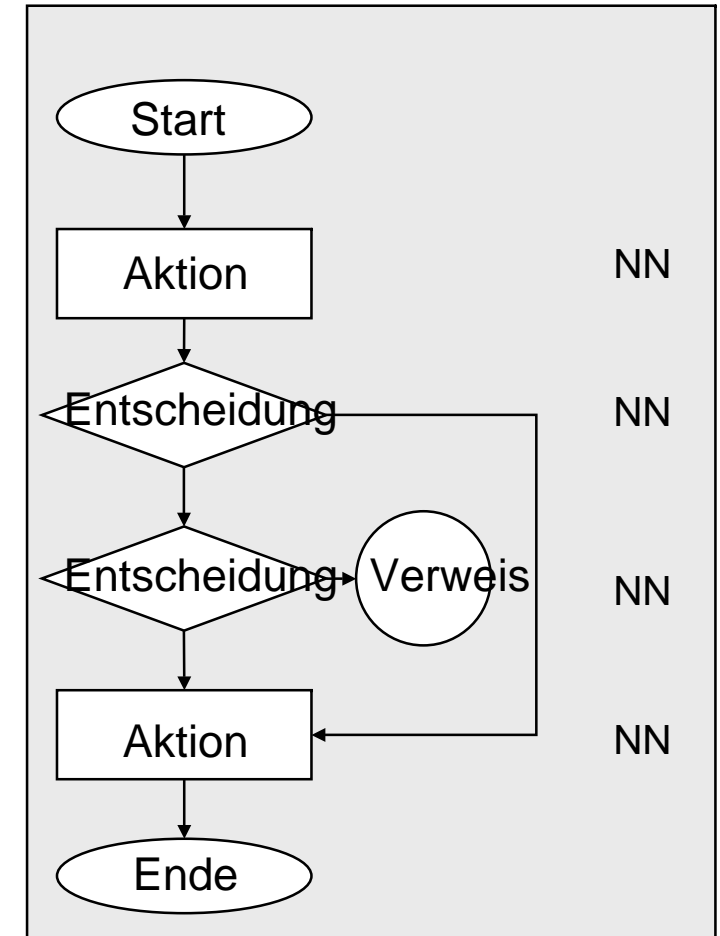 Start
Aktion NN
Entscheidung NN
Entscheidung Verweis NN
Aktion NN
Ende